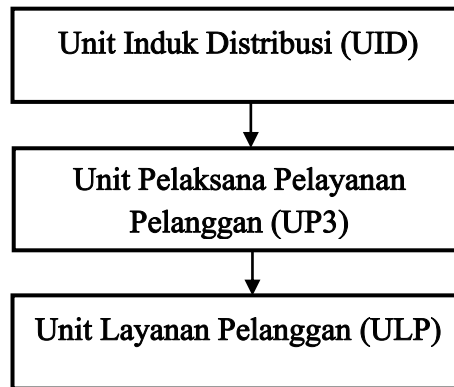 Unit Induk Distribusi (UID)
Unit Pelaksana Pelayanan
Pelanggan (UP3)
Unit Layanan Pelanggan (ULP)